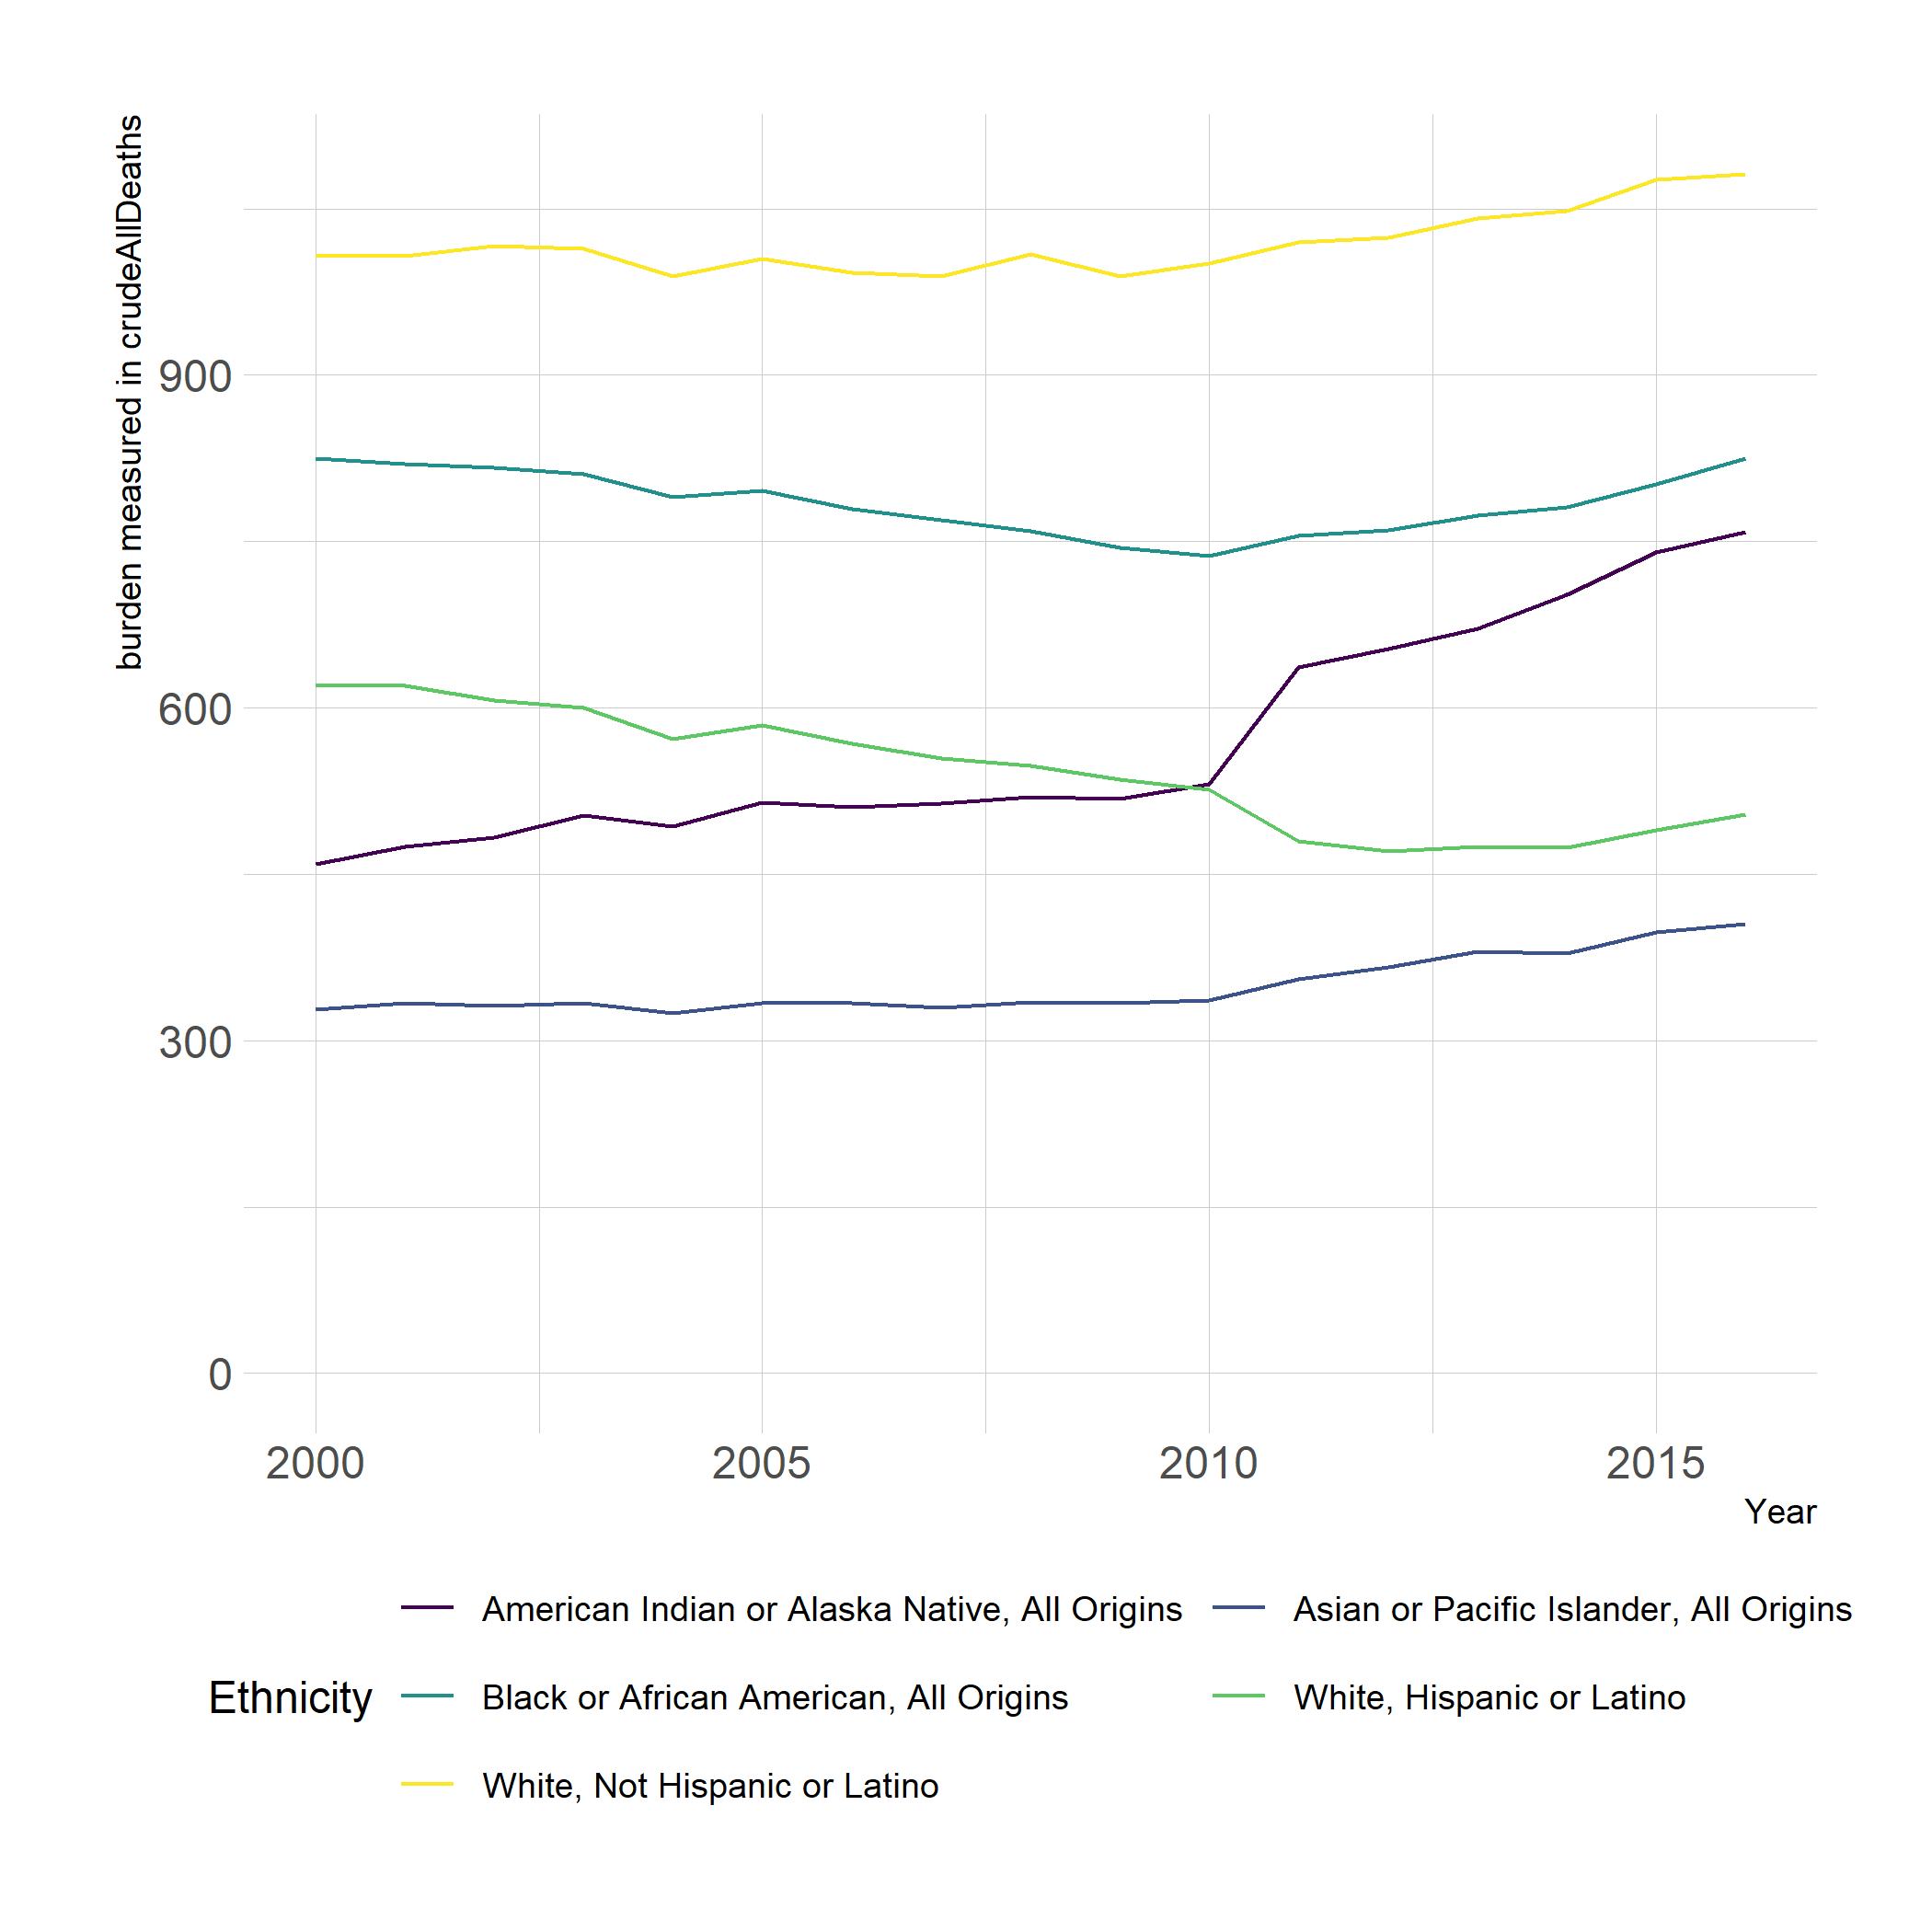 burden measured in crudeAllDeaths
900
600
300
0
2000 2005 2010 2015
Year
Ethnicity
American Indian or Alaska Native, All Origins
Asian or Pacific Islander, All Origins
Black or African American, All Origins
White, Hispanic or Latino
White, Not Hispanic or Latino